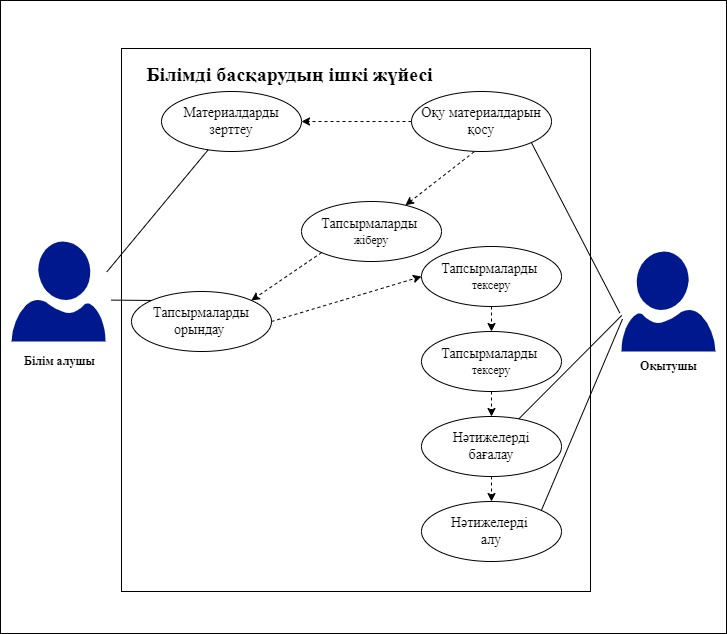 Білімді басқарудың ішкі жүйесі
Материалдарды
зерттеу
Оқу материалдарын
қосу
Тапсырмаларды
жіберу
Тапсырмаларды
тексеру
Тапсырмаларды
орындау
Тапсырмаларды
тексеру
Білім алушы
Оқытушы
Нәтижелерді
бағалау
Нәтижелерді
алу